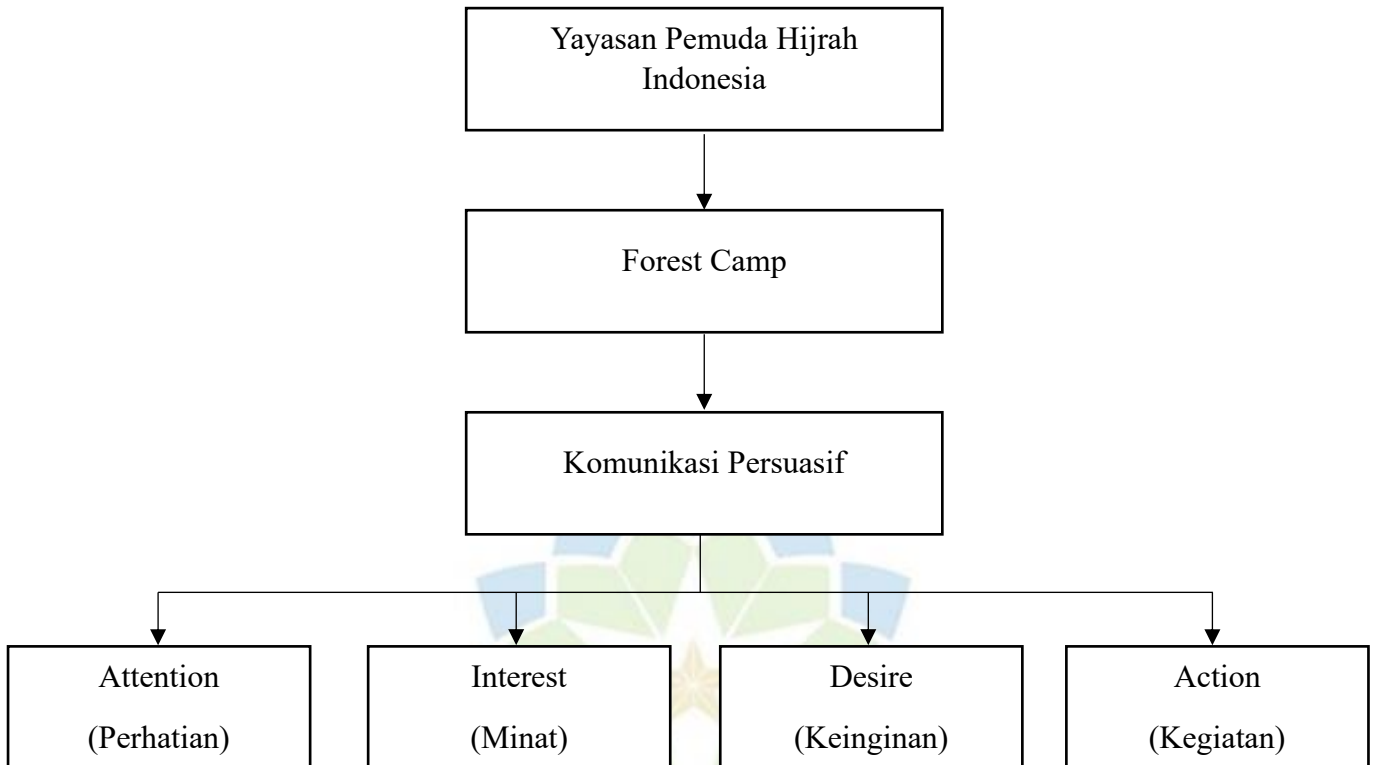 Yayasan Pemuda Hijrah
Indonesia
Forest Camp
Komunikasi Persuasif
Attention
(Perhatian)
Interest
(Minat)
Desire
(Keinginan)
Action
(Kegiatan)